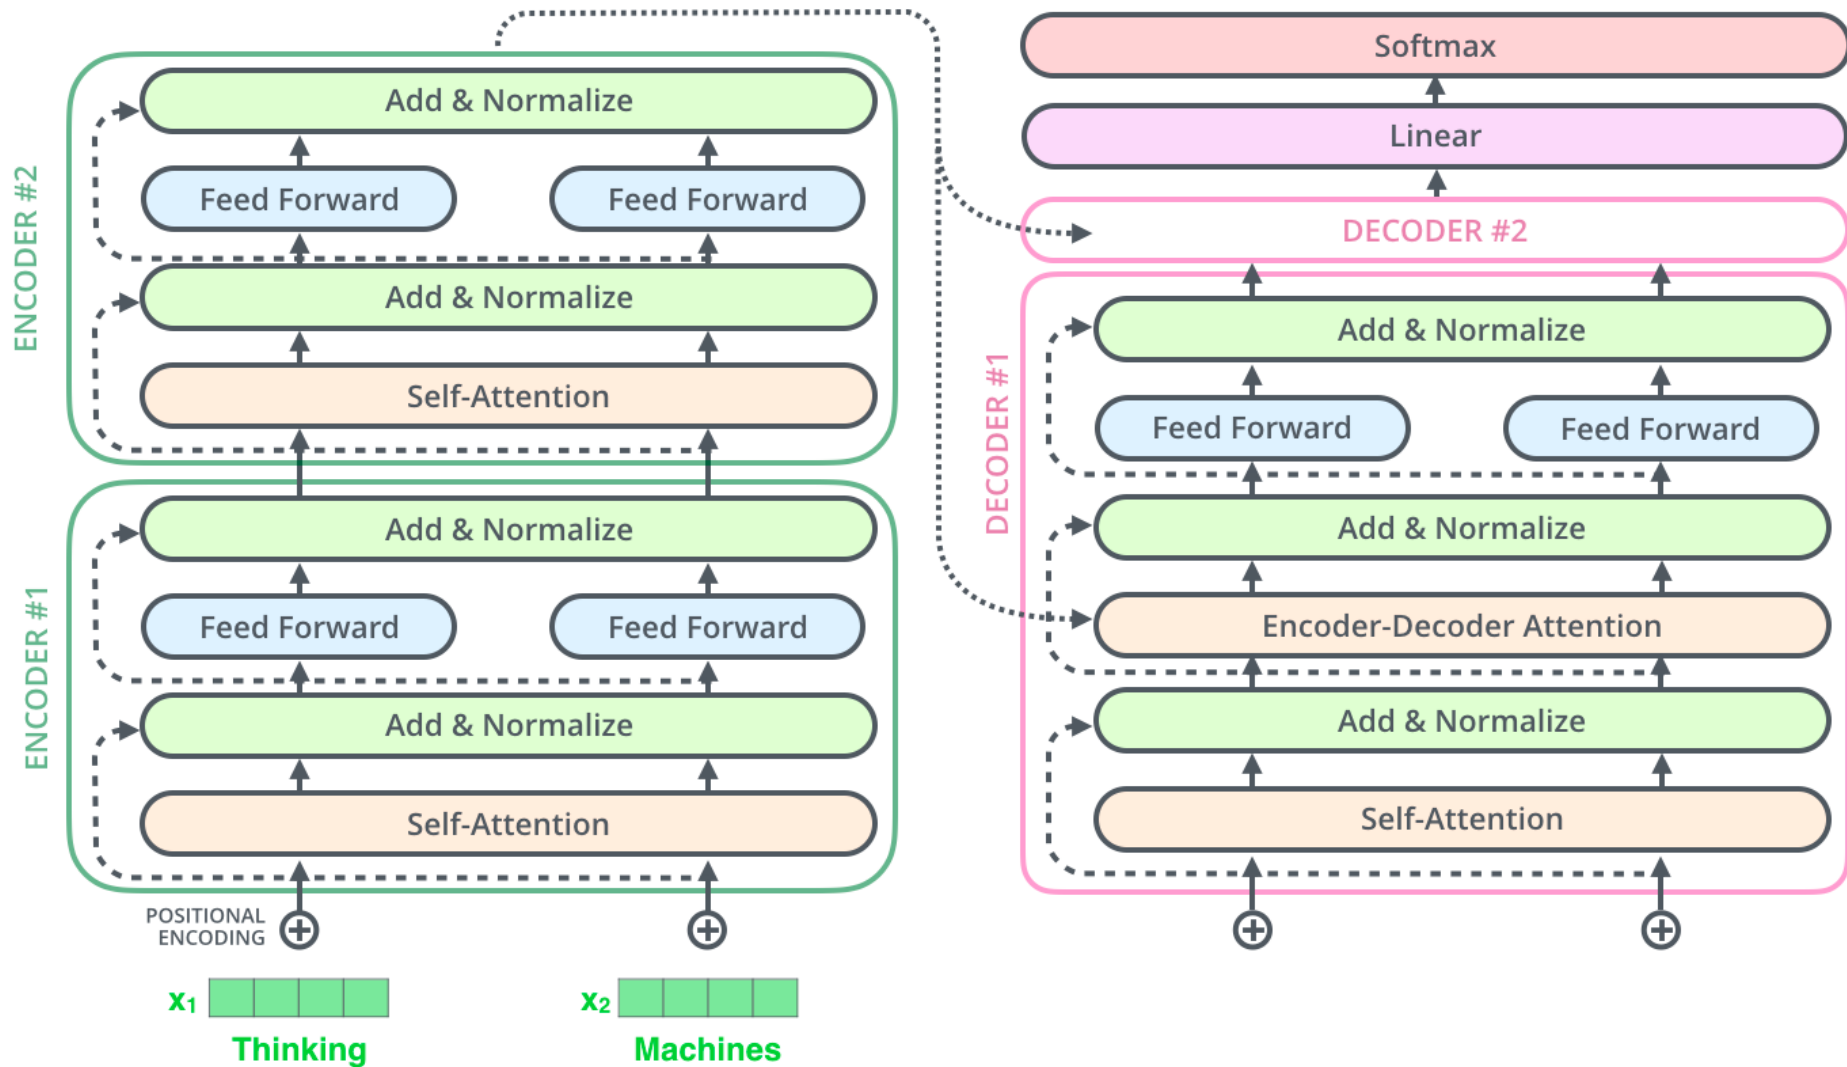 ENCODER #2
Add & Normalize
Feed Forward
Feed Forward
Add & Normalize
Self-Attention
ENCODER #1
Add & Normalize
Feed Forward
Feed Forward
Add & Normalize
Self-Attention
POSITIONAL
ENCODING
x1
x2
Thinking
Machines
Softmax
Linear
DECODER #2
DECODER #1
Add & Normalize
Feed Forward
Feed Forward
Add & Normalize
Encoder-Decoder Attention
Add & Normalize
Self-Attention